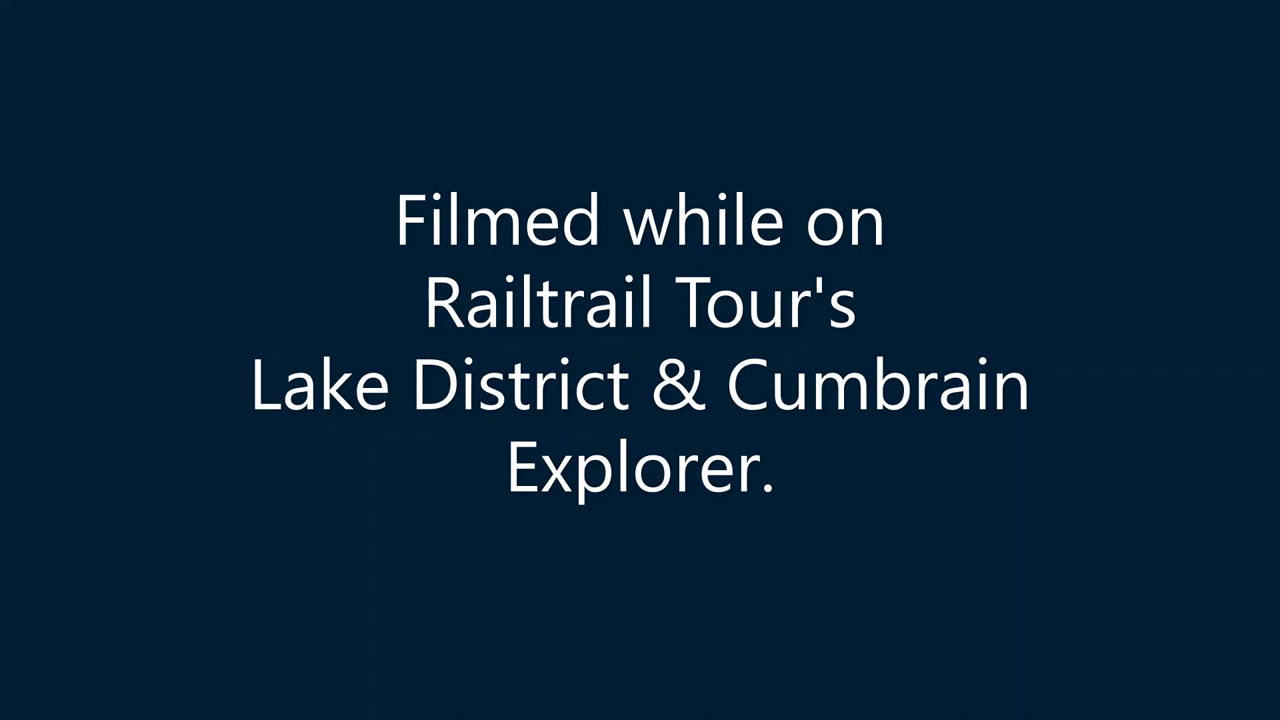 Filmed while on
Railtrail Tour's
Lake District & Cumbrain
Explorer.